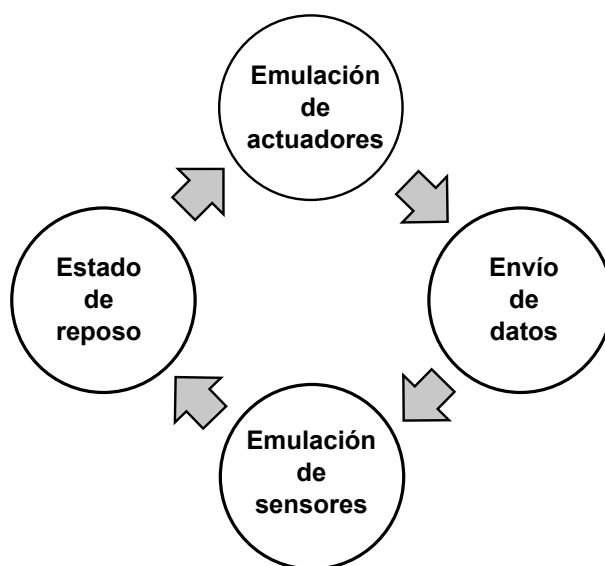 Emulación
de
actuadores
Estado
de
reposo
Envío
de
datos
Emulación
de
sensores